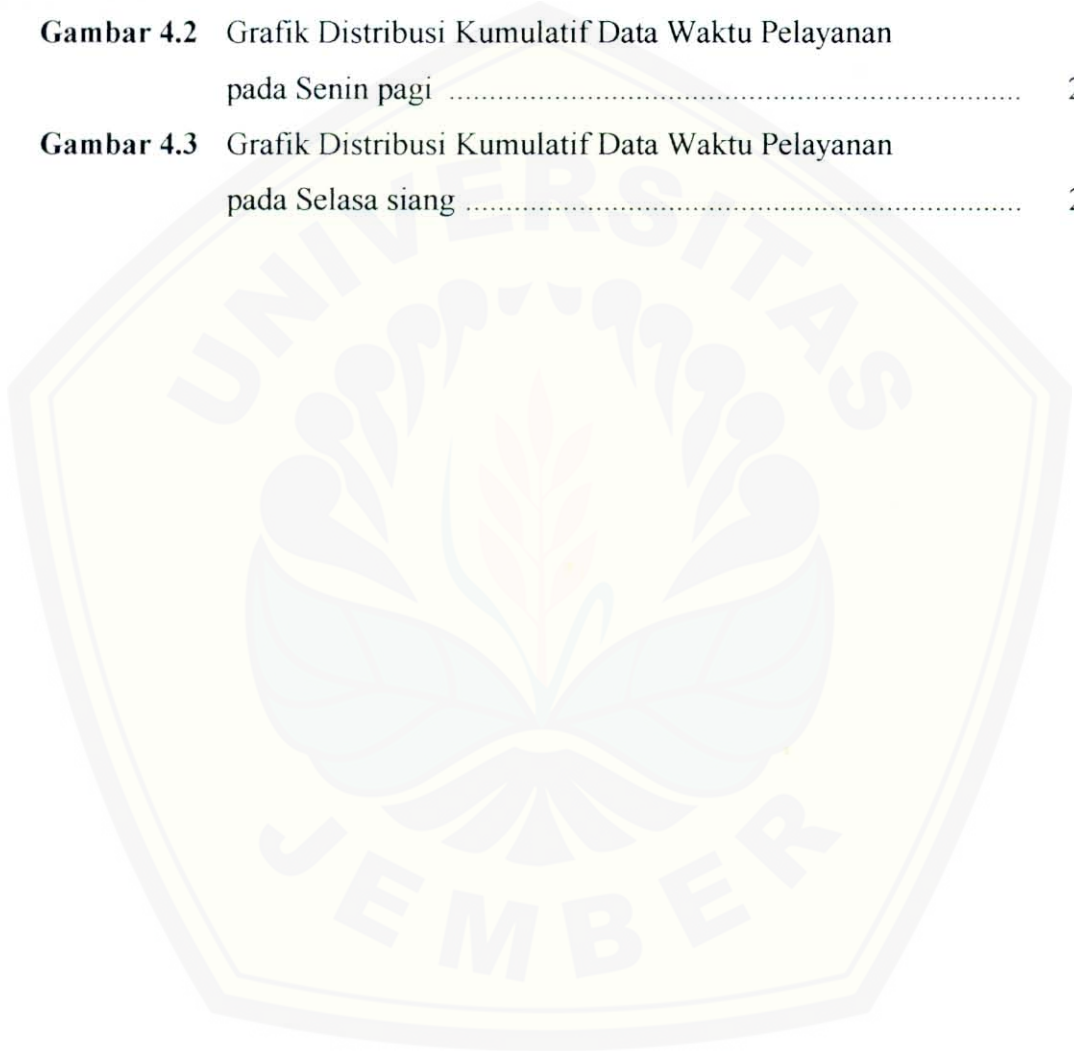 Gambar 4.2 Grafik Distribusi Kumulatif Data Waktu Pelayanan
pada Senin pagi ........................................................................
Gambar 4.3 Grafik Distribusi Kumulatif Data Waktu Pelayanan
pada Selasa siang ......................................................................
UNIVERSITAS
JEMBER